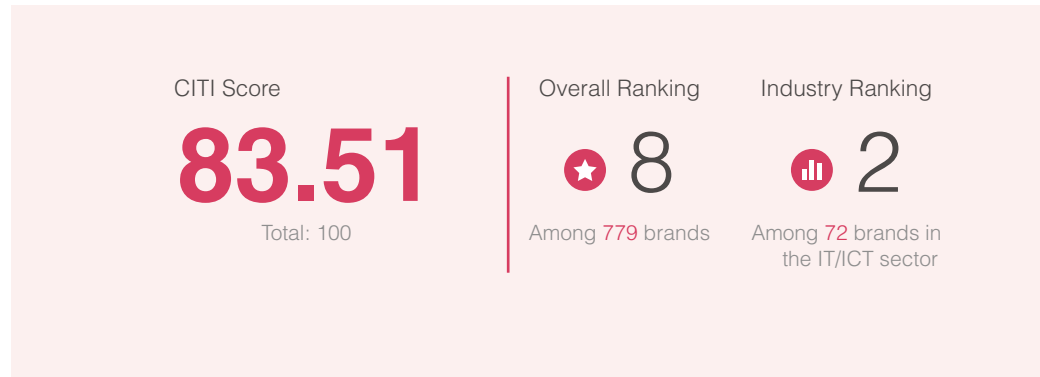 CITI Score
83.51
Total: 100
Overall Ranking
8
Among 779 brands
Industry Ranking
2
Among 72 brands in
the IT/ICT sector